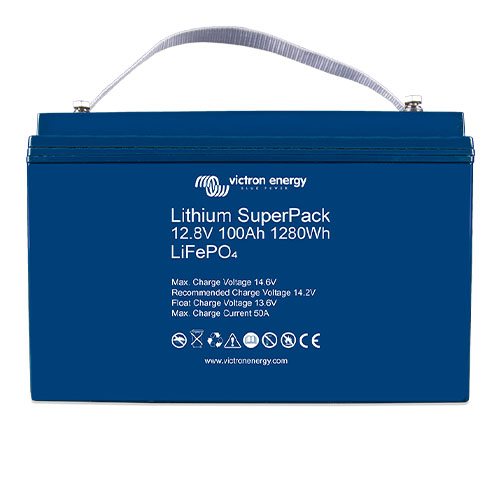 victron energy
BLUE POWER
Lithium SuperPack
12.8V 100Ah 1280Wh
LiFePO₄
Max. Charge Voltage 14.6V
Recommended Charge Voltage 14.2V
Float Charge Voltage 13.6V
Max. Charge Current 50A
www.victronenergy.com